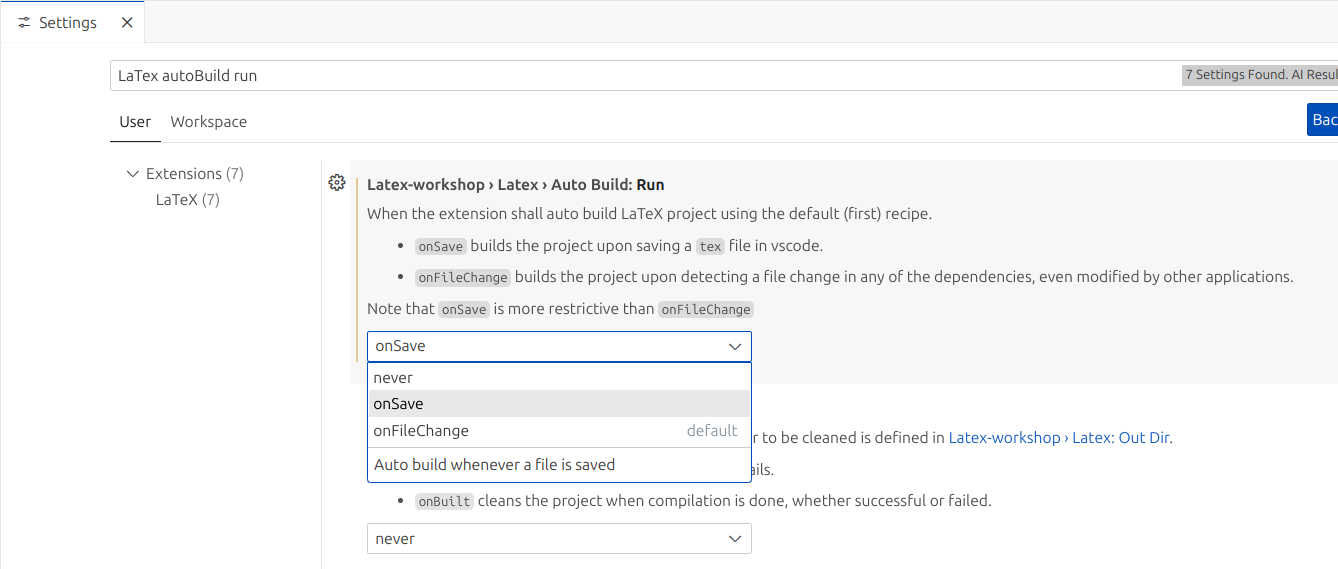 Settings
LaTex autoBuild run
7 Settings Found. AI
User Workspace
Extensions (7)
LaTeX (7)
Latex-workshop › Latex › Auto Build: Run
When the extension shall auto build LaTeX project using the default (first) recipe.
• onSave builds the project upon saving a tex file in vscode.
• onFileChange builds the project upon detecting a file change in any of the dependencies, even modified by other applications.
Note that onSave is more restrictive than onFileChange
onSave
never
onSave
onFileChange default
to be cleaned is defined in Latex-workshop › Latex: Out Dir.
Auto build whenever a file is saved
• onBuilt cleans the project when compilation is done, whether successful or failed.
never